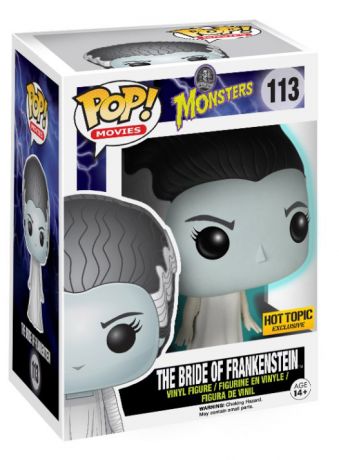 POP!
MOVIES
MONSTERS
113
HOT TOPIC
EXCLUSIVE
THE BRIDE OF FRANKENSTEIN™
VINYL FIGURE / FIGURINE EN VINYLE /
FIGURA DE VINIL
WARNING: Choking Hazard.
May contain small parts.
AGE
14+
THE BRIDE OF FRANKENSTEIN
113